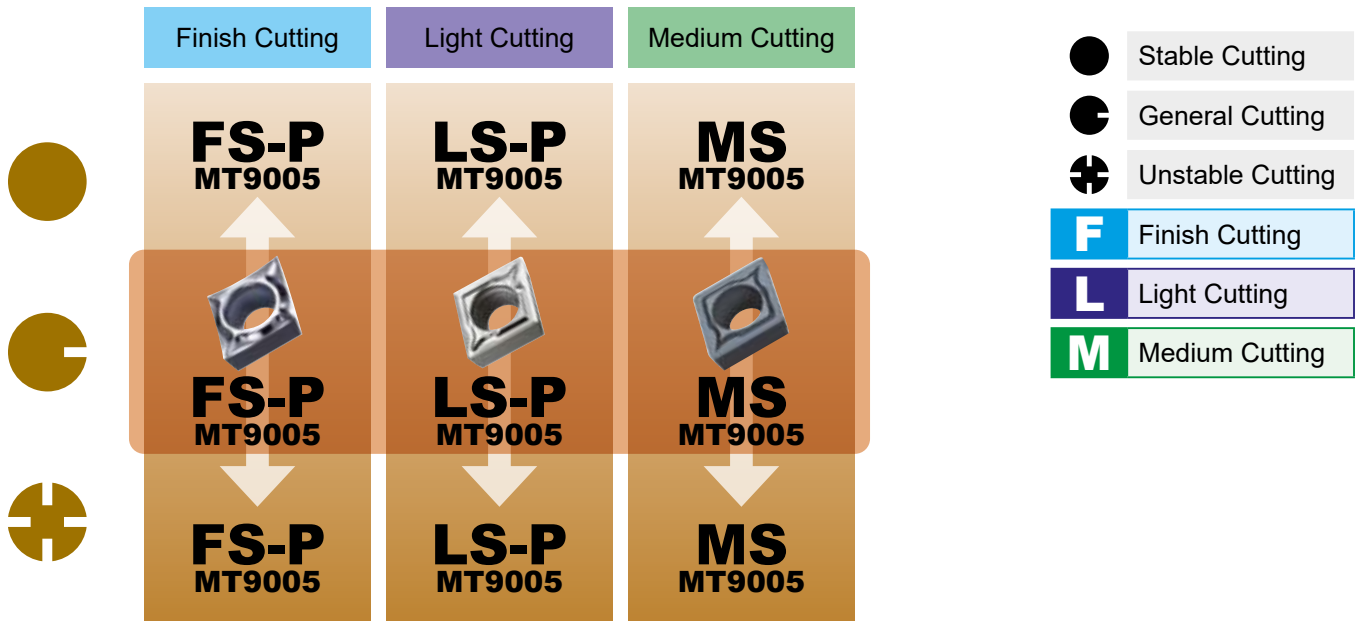 Finish Cutting
Light Cutting
Medium Cutting
FS-P
MT9005
LS-P
MT9005
MS
MT9005
FS-P
MT9005
LS-P
MT9005
MS
MT9005
FS-P
MT9005
LS-P
MT9005
MS
MT9005
Stable Cutting
General Cutting
Unstable Cutting
F Finish Cutting
L Light Cutting
M Medium Cutting